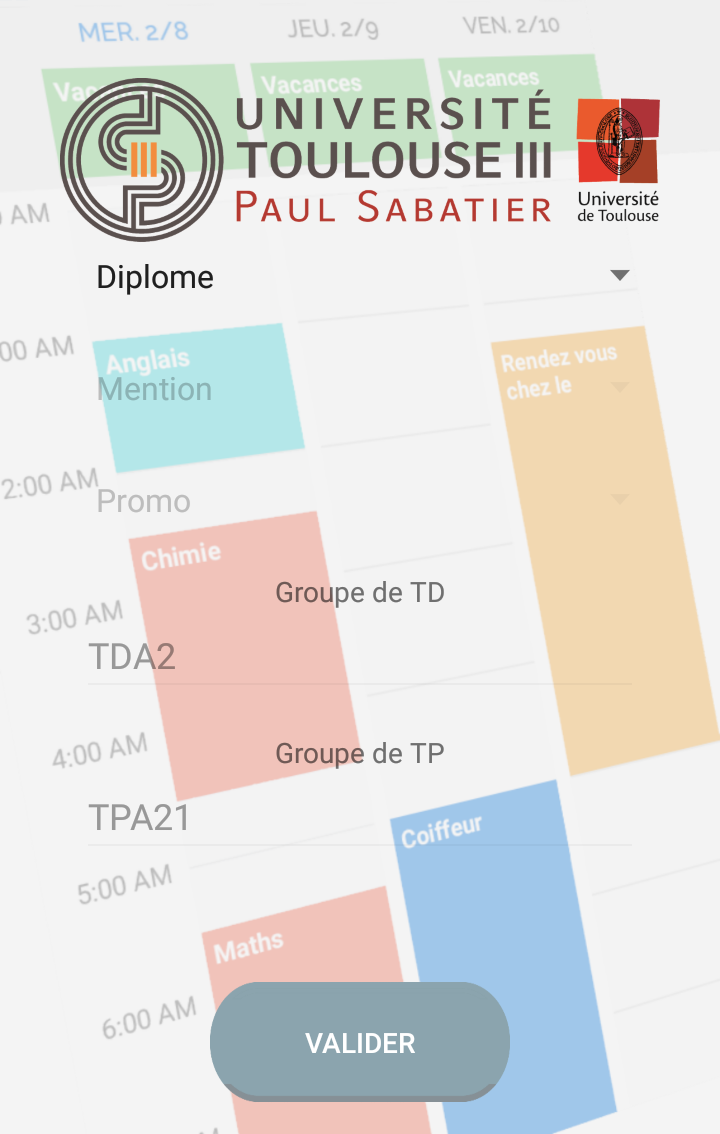 MER. 2/8
JEU. 2/9
VEN. 2/10
Vacances
Vacances
UNIVERSITÉ
TOULOUSE III
PAUL SABATIER
Université
de Toulouse
AM
Diplome
00 AM
Anglais
Rendez vous
chez le
Mention
2:00 AM
Promo
Chimie
Groupe de TD
3:00 AM
TDA2
4:00 AM
Groupe de TP
TPA21
Coiffeur
5:00 AM
Maths
6:00 AM
VALIDER